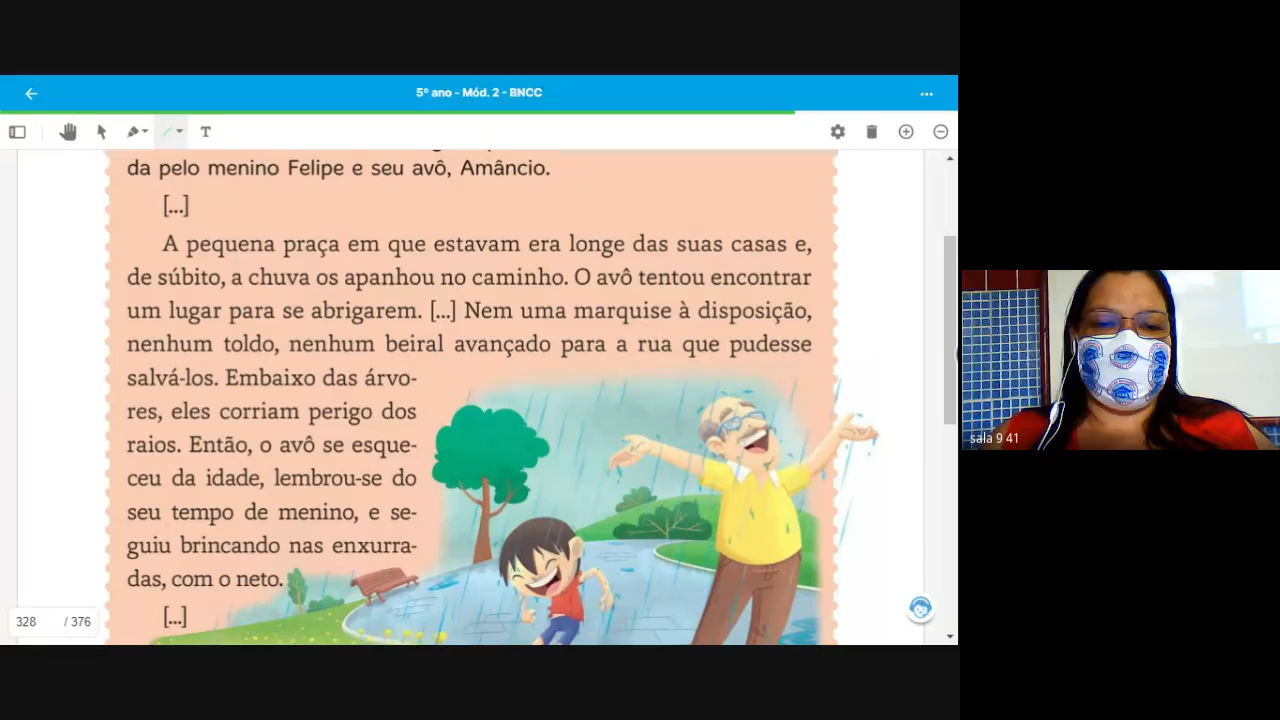 5º ano - Mód. 2 - BNCC
T
da pelo menino Felipe e seu avô, Amâncio.
[...]
A pequena praça em que estavam era longe das suas casas e,
de súbito, a chuva os apanhou no caminho. O avô tentou encontrar
um lugar para se abrigarem. [...] Nem uma marquise à disposição,
nenhum toldo, nenhum beiral avançado para a rua que pudesse
salvá-los. Embaixo das árvo-
res, eles corriam perigo dos
raios. Então, o avô se esque-
ceu da idade, lembrou-se do
seu tempo de menino, e se-
guiu brincando nas enxurra-
das, com o neto.
[...]
328 / 376
sala 9 41